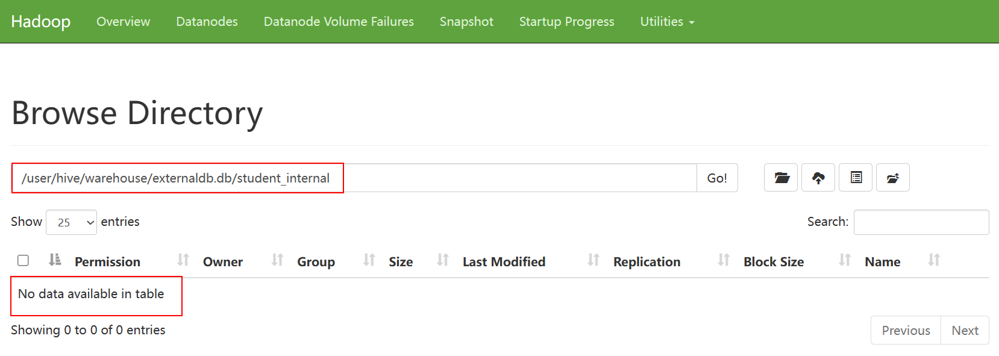 Hadoop Overview Datanodes Datanode Volume Failures Snapshot Startup Progress Utilities
Browse Directory
/user/hive/warehouse/externaldb.db/student_internal Go!
Show 25 entries Search:
Permission Owner Group Size Last Modified Replication Block Size Name
No data available in table
Showing 0 to 0 of 0 entries Previous Next